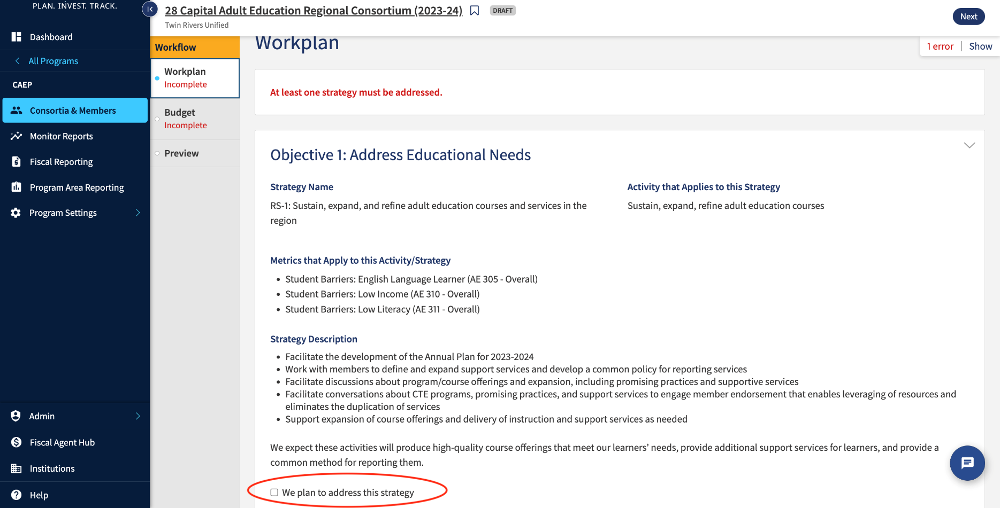 PLAN. INVEST. TRACK.
Dashboard
All Programs
CAEP
Consortia & Members
Monitor Reports
Fiscal Reporting
Program Area Reporting
Program Settings
Admin
Fiscal Agent Hub
Institutions
Help
28 Capital Adult Education Regional Consortium (2023-24)
DRAFT
Twin Rivers Unified
Next
Workflow
Workplan
Incomplete
Budget
Incomplete
Preview
Workplan
1 error | Show
At least one strategy must be addressed.
Objective 1: Address Educational Needs
Strategy Name
RS-1: Sustain, expand, and refine adult education courses and services in the
region
Activity that Applies to this Strategy
Sustain, expand, refine adult education courses
Metrics that Apply to this Activity/Strategy
• Student Barriers: English Language Learner (AE 305 - Overall)
• Student Barriers: Low Income (AE 310 - Overall)
• Student Barriers: Low Literacy (AE 311 - Overall)
Strategy Description
• Facilitate the development of the Annual Plan for 2023-2024
• Work with members to define and expand support services and develop a common policy for reporting services
• Facilitate discussions about program/course offerings and expansion, including promising practices and supportive services
• Facilitate conversations about CTE programs, promising practices, and support services to engage member endorsement that enables leveraging of resources and
eliminates the duplication of services
• Support expansion of course offerings and delivery of instruction and support services as needed
We expect these activities will produce high-quality course offerings that meet our learners’ needs, provide additional support services for learners, and provide a
common method for reporting them.
We plan to address this strategy